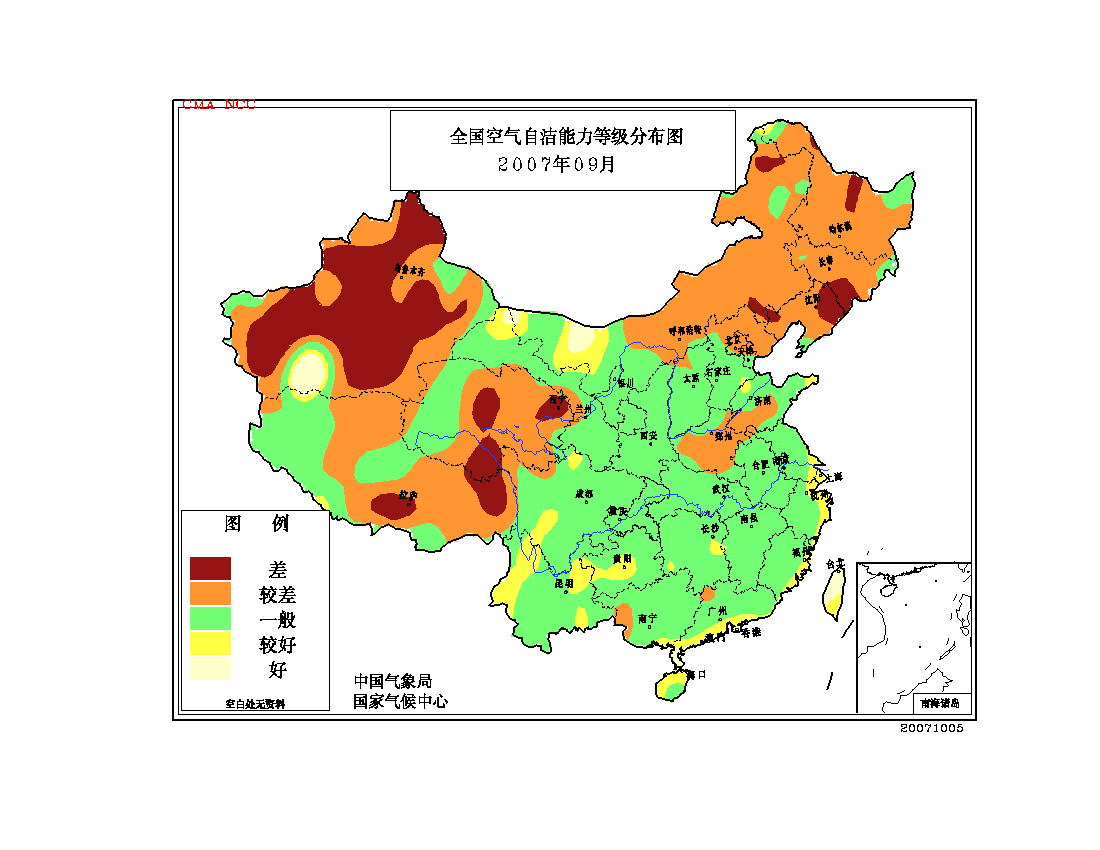 CMA NCC
全国空气自洁能力等级分布图
2007年09月
哈尔滨
长春
乌鲁木齐
沈阳
呼和浩特
北京
天津
银川
太原
石家庄
西宁
兰州
济南
西安
郑州
合肥
南京
上海
拉萨
成都
武汉
杭州
重庆
长沙
南昌
贵阳
福州
台北
昆明
南宁
广州
澳门
香港
海口
图 例
差
较差
一般
较好
好
空白处无资料
中国气象局
国家气候中心
南海诸岛
20071005